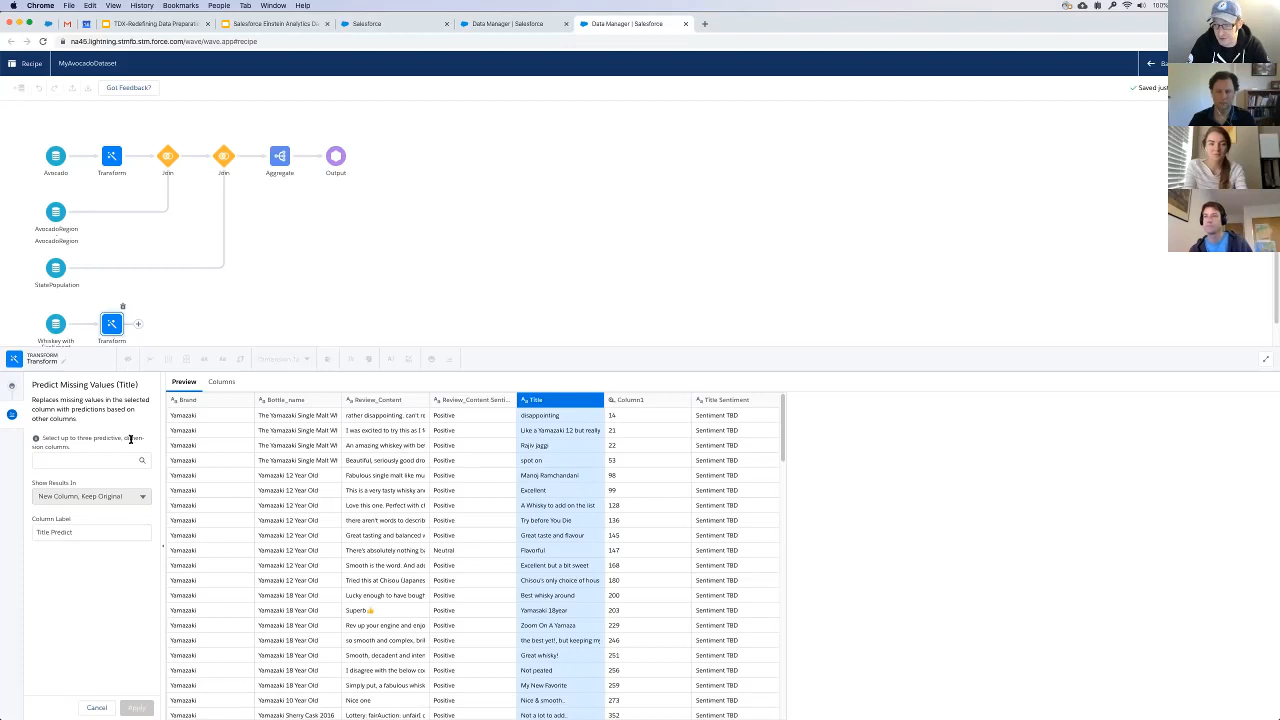 Chrome File Edit View History Bookmarks People Tab Window Help
100%
TDX-Redefining Data Preparatio
Salesforce Einstein Analytics Da
Salesforce
Data Manager | Salesforce
Data Manager | Salesforce
na45.lightning.stmfb.stm.force.com/wave/wave.app#recipe
Recipe MyAvocadoDataset
Ba
Got Feedback?
Saved just
Avocado Transform Join Join Aggregate Output
AvocadoRegion
AvocadoRegion
StatePopulation
Whiskey with Transform
TRANSFORM
Transform
Predict Missing Values (Title)
Replaces missing values in the selected
column with predictions based on
other columns.
Select up to three predictive, dimen-
sion columns.
Show Results In
New Column, Keep Original
Column Label
Title Predict
Cancel Apply
Preview Columns
Brand Bottle_name Review_Content Review_Content Senti... Title Column1 Title Sentiment
Yamazaki The Yamazaki Single Malt Wl rather disappointing. can't re Positive disappointing 14 Sentiment TBD
Yamazaki The Yamazaki Single Malt Wl I was excited to try this as I f Positive Like a Yamazaki 12 but really 21 Sentiment TBD
Yamazaki The Yamazaki Single Malt Wl An amazing whiskey with be Positive Rajiv jaggi 22 Sentiment TBD
Yamazaki The Yamazaki Single Malt Wl Beautiful, seriously good dro Positive spot on 53 Sentiment TBD
Yamazaki Yamazaki 12 Year Old Fabulous single malt like mu Positive Manoj Ramchandani 98 Sentiment TBD
Yamazaki Yamazaki 12 Year Old This is a very tasty whisky an Positive Excellent 99 Sentiment TBD
Yamazaki Yamazaki 12 Year Old Love this one. Perfect with cl Positive A Whisky to add on the list 128 Sentiment TBD
Yamazaki Yamazaki 12 Year Old there aren't words to describ Positive Try before You Die 136 Sentiment TBD
Yamazaki Yamazaki 12 Year Old Great tasting and balanced w Positive Great taste and flavour 145 Sentiment TBD
Yamazaki Yamazaki 12 Year Old There's absolutely nothing ba Neutral Flavorful 147 Sentiment TBD
Yamazaki Yamazaki 12 Year Old Smooth is the word. And add Positive Excellent but a bit sweet 168 Sentiment TBD
Yamazaki Yamazaki 12 Year Old Tried this at Chisou (Japanes Positive Chisou's only choice of hous 180 Sentiment TBD
Yamazaki Yamazaki 18 Year Old Lucky enough to have bough Positive Best whisky around 200 Sentiment TBD
Yamazaki Yamazaki 18 Year Old Superb👍 Positive Yamasaki 18year 203 Sentiment TBD
Yamazaki Yamazaki 18 Year Old Rev up your engine and enjo Positive Zoom On A Yamaza 229 Sentiment TBD
Yamazaki Yamazaki 18 Year Old so smooth and complex, bril Positive the best yet!, but keeping my 246 Sentiment TBD
Yamazaki Yamazaki 18 Year Old Smooth, decadent and inten Positive Great whisky! 251 Sentiment TBD
Yamazaki Yamazaki 18 Year Old I disagree with the below co Positive Not peated 256 Sentiment TBD
Yamazaki Yamazaki 18 Year Old Simply put, a fabulous whisk Positive My New Favorite 259 Sentiment TBD
Yamazaki Yamazaki 10 Year Old Nice one Positive Nice & smooth.. 273 Sentiment TBD
Yamazaki Yamazaki Sherry Cask 2016 Lottery: fairAuction: unfairI c Positive Not a lot to add.. 352 Sentiment TBD